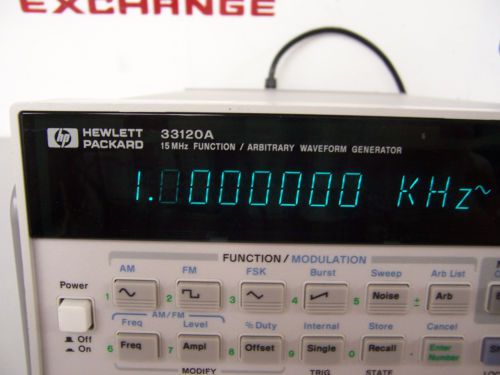 EXCHANGE
hp HEWLETT PACKARD 33120A
15 MHz FUNCTION / ARBITRARY WAVEFORM GENERATOR
1.0000000 KHz~
FUNCTION / MODULATION
AM FM FSK Burst Sweep Arb List
1 2 3 4 5 Noise ± Arb
Power
AM/FM
Freq Level % Duty Internal Store Cancel
Off
On
6 Freq 7 Ampl 8 Offset 9 Single 0 Recall Enter Number
MODIFY TRIG STATE